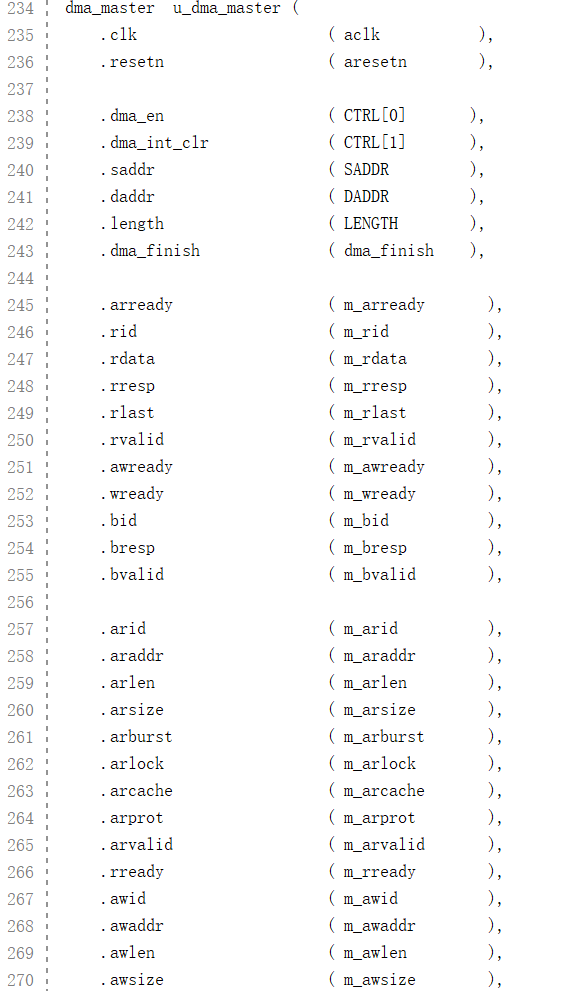 234 dma_master  u_dma_master (
235     .clk                     ( aclk              ),
236     .resetn                  ( aresetn           ),
237
238     .dma_en                  ( CTRL[0]       ),
239     .dma_int_clr             ( CTRL[1]       ),
240     .saddr                   ( SADDR         ),
241     .daddr                   ( DADDR         ),
242     .length                  ( LENGTH        ),
243     .dma_finish              ( dma_finish    ),
244
245     .arready                 ( m_arready       ),
246     .rid                     ( m_rid           ),
247     .rdata                   ( m_rdata         ),
248     .rresp                   ( m_rresp         ),
249     .rlast                   ( m_rlast         ),
250     .rvalid                  ( m_rvalid        ),
251     .awready                 ( m_awready       ),
252     .wready                  ( m_wready        ),
253     .bid                     ( m_bid           ),
254     .bresp                   ( m_bresp         ),
255     .bvalid                  ( m_bvalid        ),
256
257     .arid                    ( m_arid          ),
258     .araddr                  ( m_araddr        ),
259     .arlen                   ( m_arlen         ),
260     .arsize                  ( m_arsize        ),
261     .arburst                 ( m_arburst       ),
262     .arlock                  ( m_arlock        ),
263     .arcache                 ( m_arcache       ),
264     .arprot                  ( m_arprot        ),
265     .arvalid                 ( m_arvalid       ),
266     .rready                  ( m_rready        ),
267     .awid                    ( m_awid          ),
268     .awaddr                  ( m_awaddr        ),
269     .awlen                   ( m_awlen         ),
270     .awsize                  ( m_awsize        ),